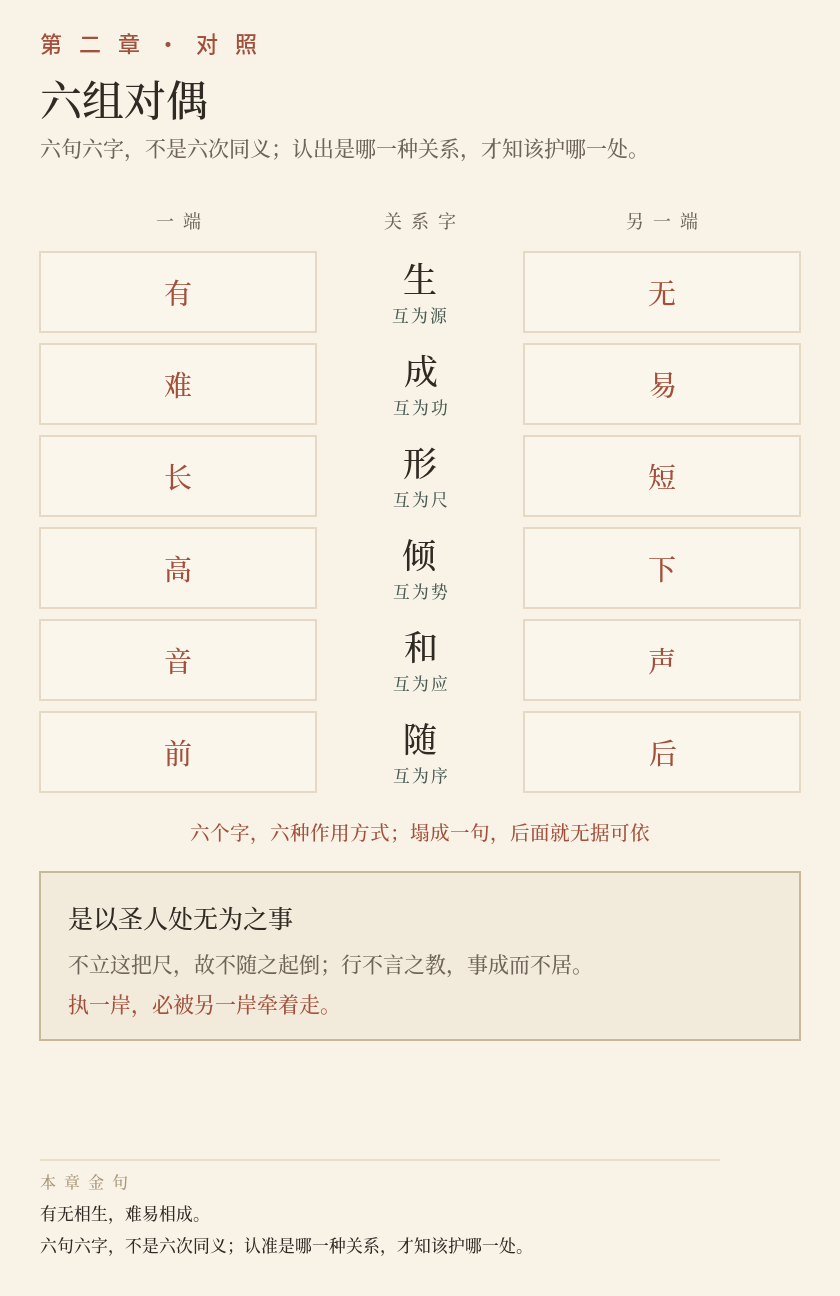 第二章·对照
六组对偶
六句六字，不是六次同义；认出是哪一种关系，才知该护哪一处。
一端 关系字 另一端
有 生 无
互为源
难 成 易
互为功
长 形 短
互为尺
高 倾 下
互为势
音 和 声
互为应
前 随 后
互为序
六个字，六种作用方式；塌成一句，后面就无据可依
是以圣人处无为之事
不立这把尺，故不随之起倒；行不言之教，事成而不居。
执一岸，必被另一岸牵着走。
本章金句
有无相生，难易相成。
六句六字，不是六次同义；认准是哪一种关系，才知该护哪一处。